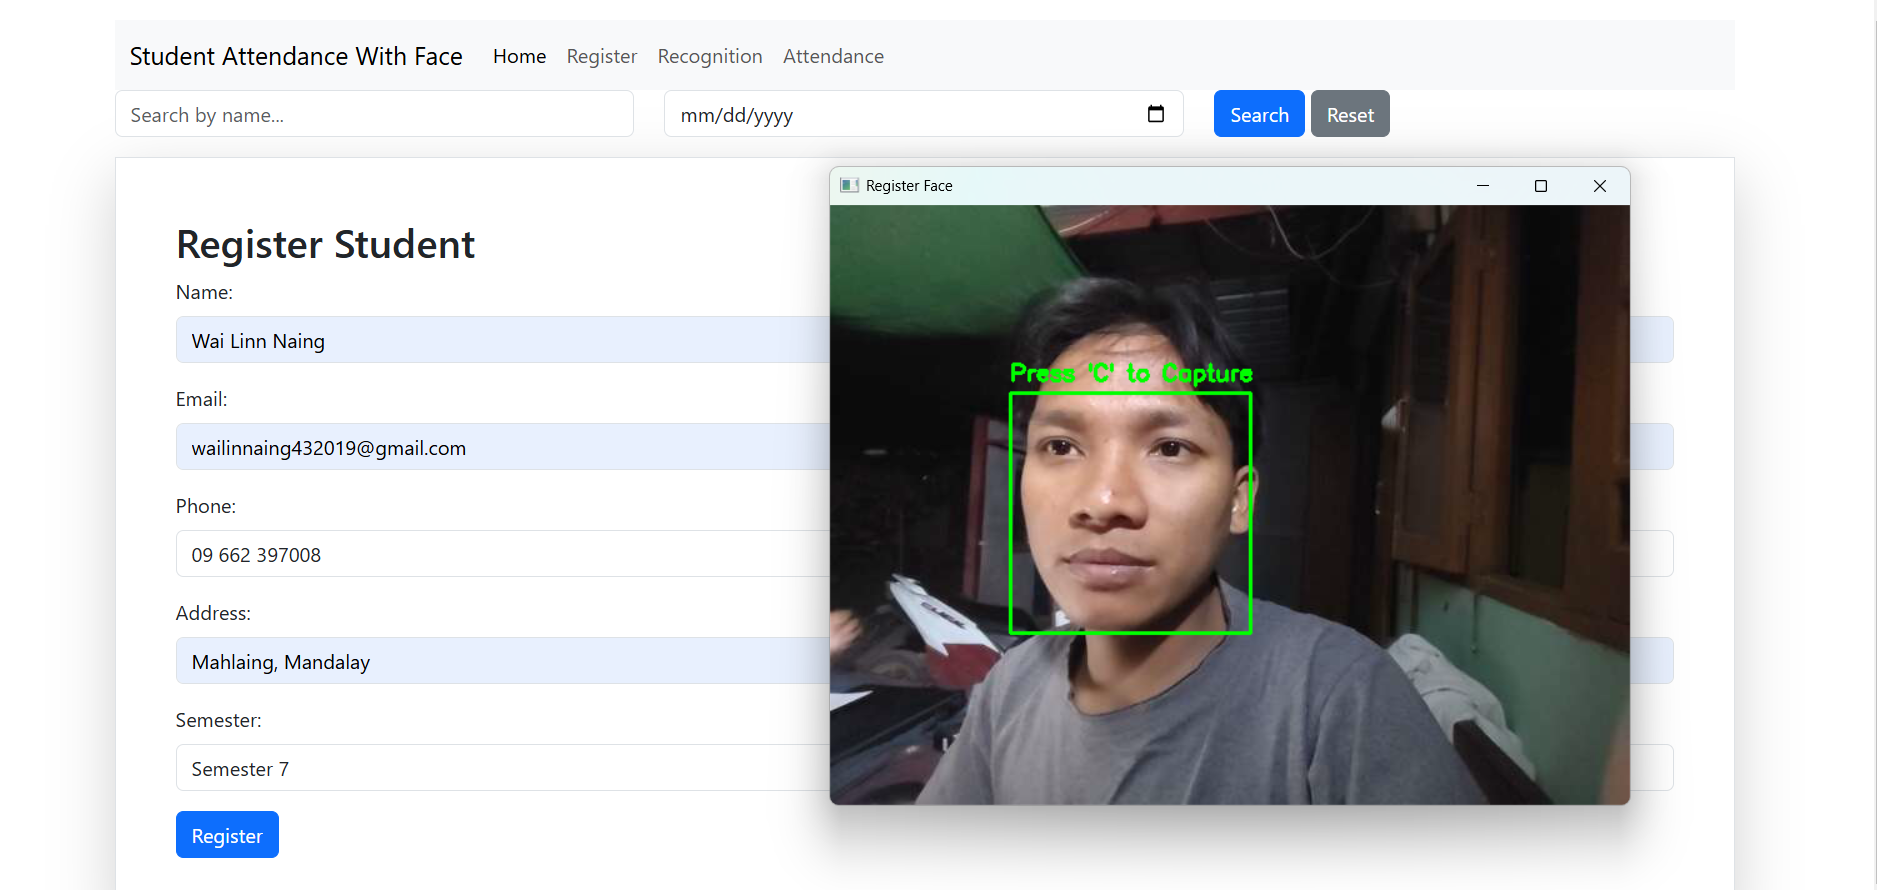 Student Attendance With Face Home Register Recognition Attendance
Search by name... mm/dd/yyyy Search Reset
Register Face
Register Student
Name:
Wai Linn Naing
Press 'C' to Capture
Email:
wailinnaing432019@gmail.com
Phone:
09 662 397008
Address:
Mahlaing, Mandalay
Semester:
Semester 7
Register